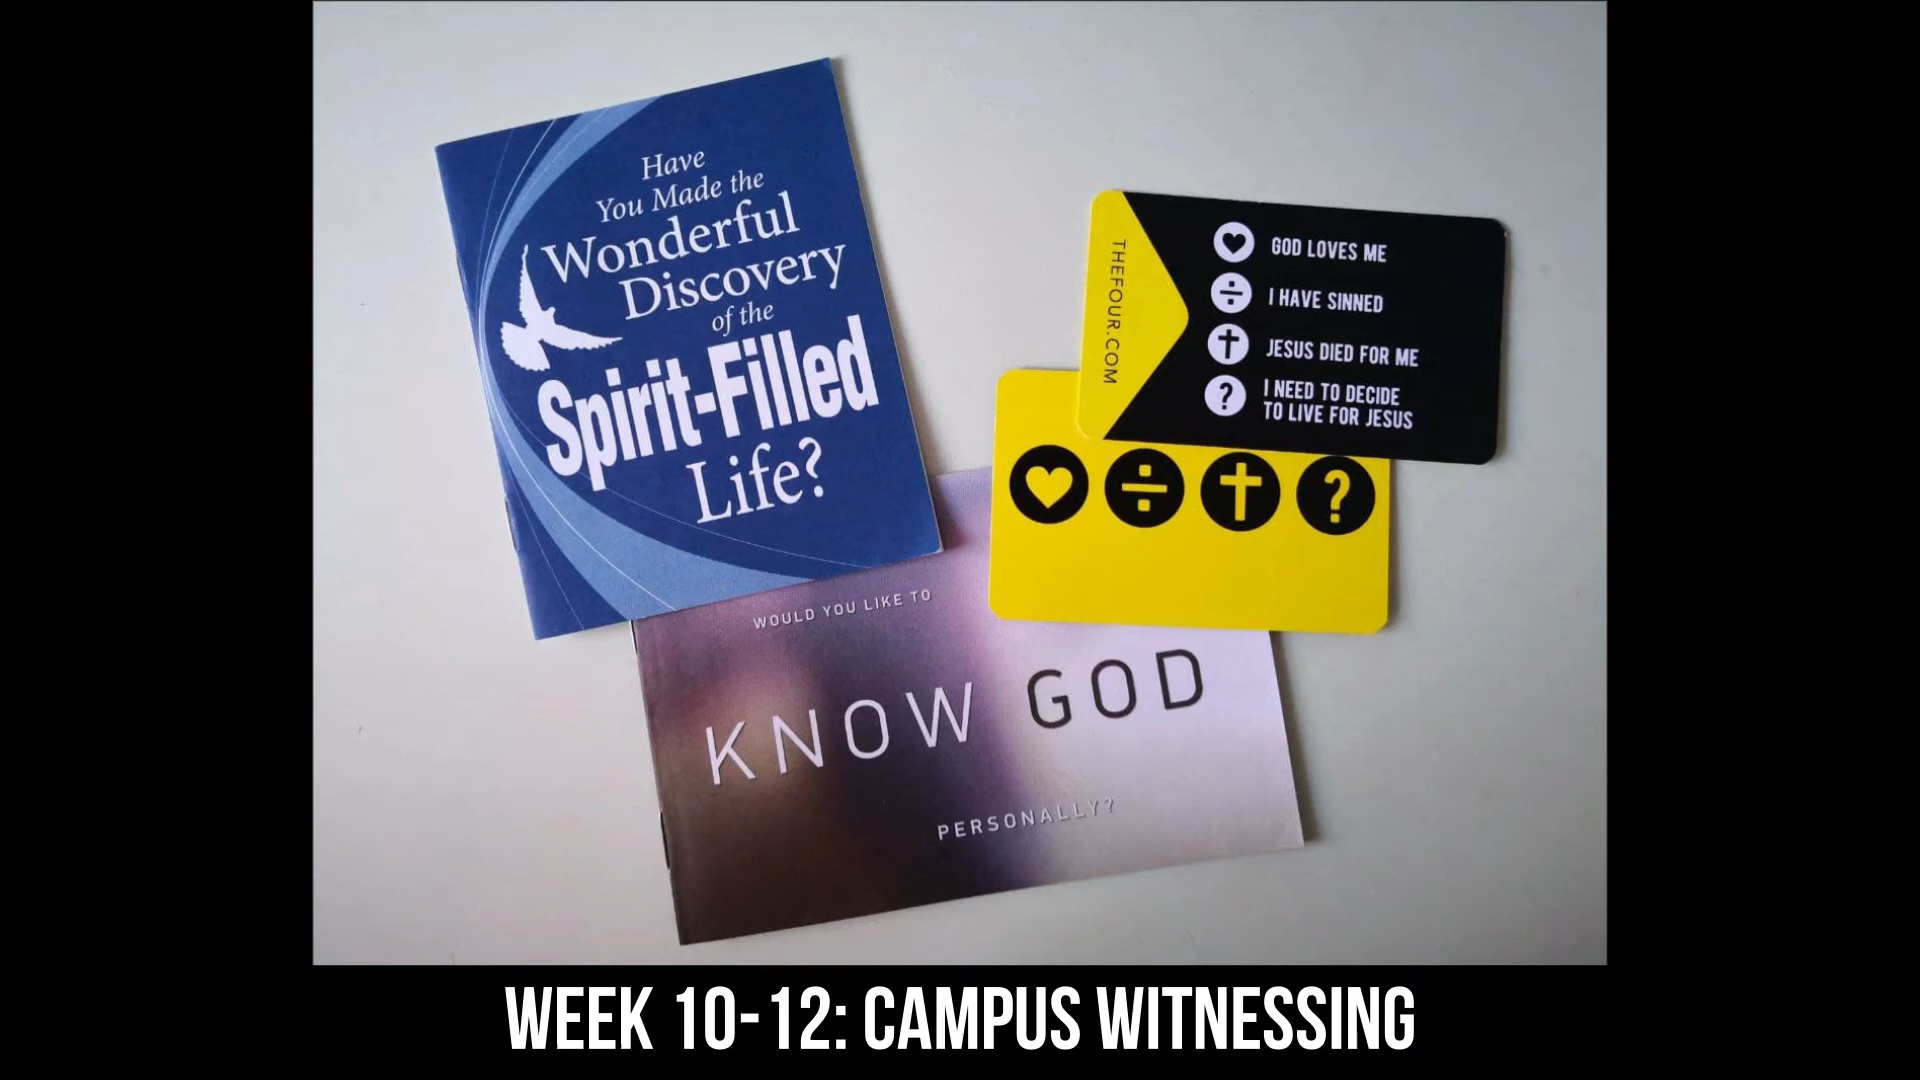 Have
You Made the
Wonderful
Discovery
of the
Spirit-Filled
Life?
THEFOUR.COM
GOD LOVES ME
I HAVE SINNED
JESUS DIED FOR ME
I NEED TO DECIDE
TO LIVE FOR JESUS
WOULD YOU LIKE TO
KNOW GOD
PERSONALLY?
WEEK 10-12: CAMPUS WITNESSING